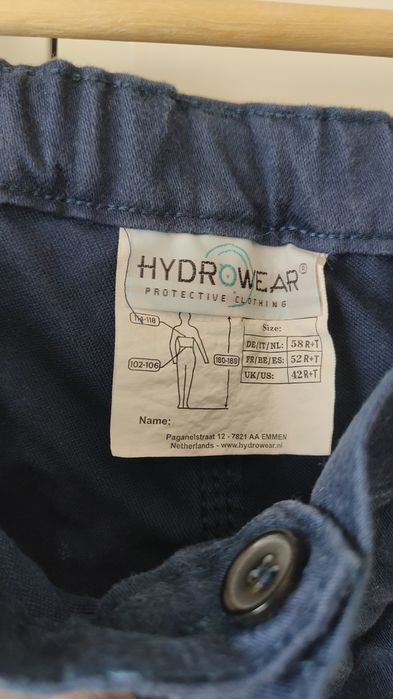 HYDROWEAR®
PROTECTIVE CLOTHING
114-118
102-106
180-188
Size:
DE/IT/NL: 58 R+T
FR/BE/ES: 52 R+T
UK/US: 42 R+T
Name:
Paganelstraat 12 - 7821 AA EMMEN
Netherlands - www.hydrowear.nl